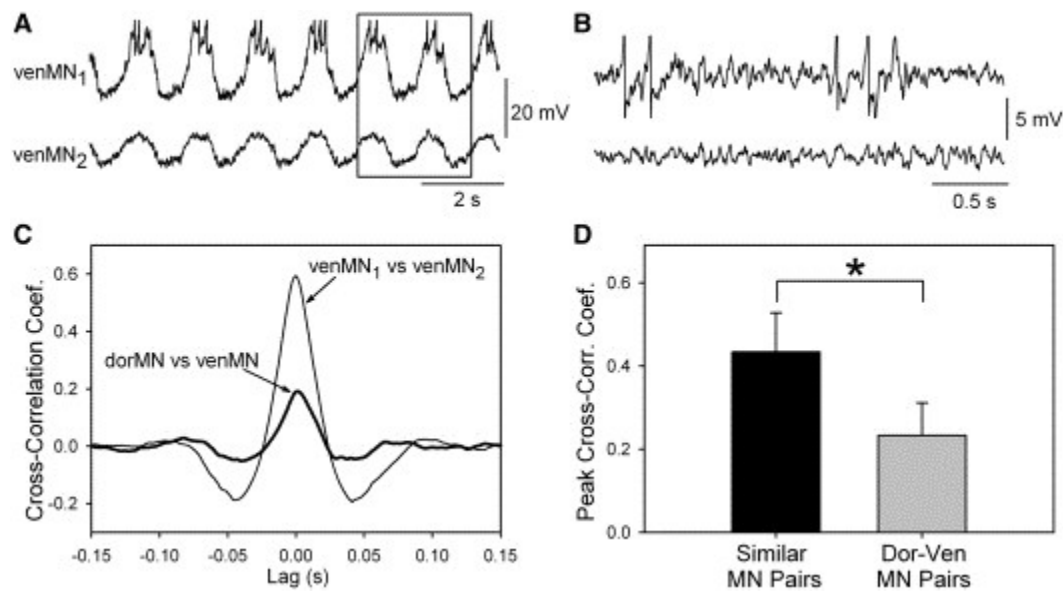 A
venMN1
venMN2
20 mV
2 s
B
5 mV
0.5 s
C
Cross-Correlation Coef.
0.6
0.4
0.2
0.0
-0.2
venMN1 vs venMN2
dorMN vs venMN
-0.15 -0.10 -0.05 0.00 0.05 0.10 0.15
Lag (s)
D
Peak Cross-Corr. Coef.
0.6
0.4
0.2
0.0
*
Similar
MN Pairs
Dor-Ven
MN Pairs